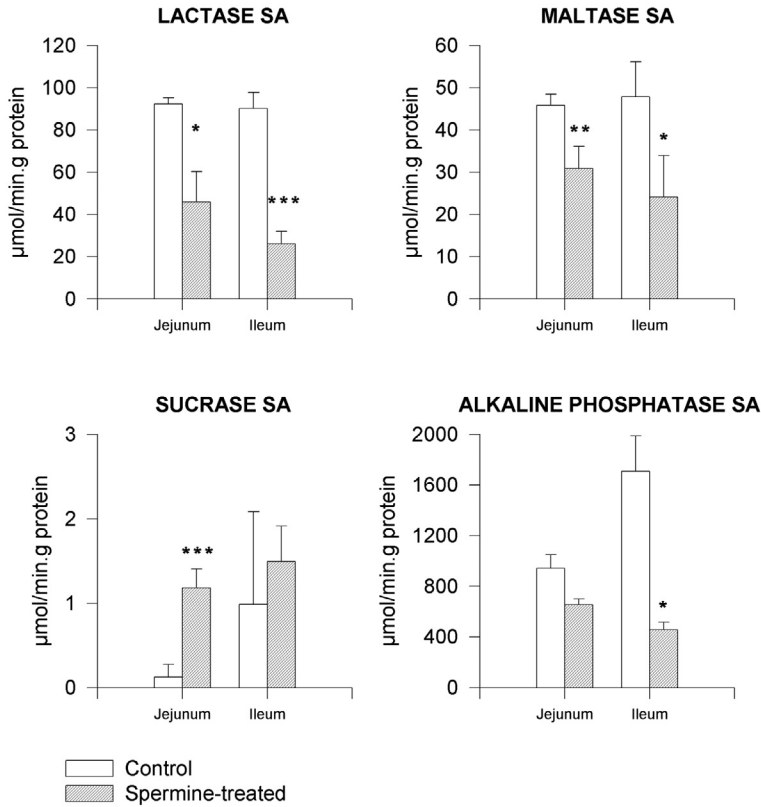 LACTASE SA
µmol/min.g protein
120
100
80
60
40
20
0
*
***
Jejunum
Ileum
MALTASE SA
µmol/min.g protein
60
50
40
30
20
10
0
**
*
Jejunum
Ileum
SUCRASE SA
µmol/min.g protein
3
2
1
0
***
Jejunum
Ileum
ALKALINE PHOSPHATASE SA
µmol/min.g protein
2000
1600
1200
800
400
0
*
Jejunum
Ileum
Control
Spermine-treated